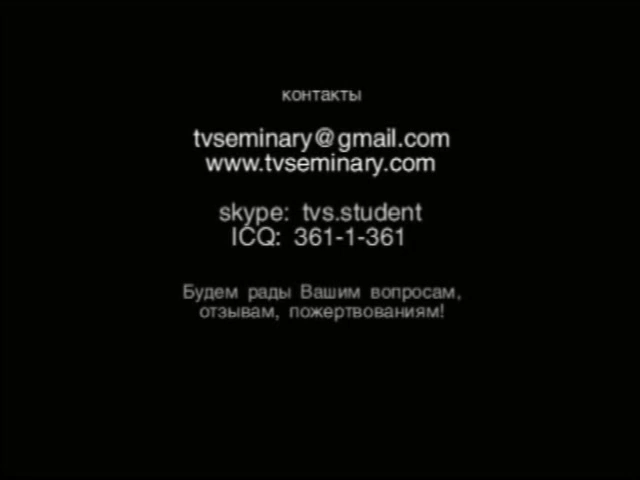 контакты
tvseminary@gmail.com
www.tvseminary.com
skype: tvs.student
ICQ: 361-1-361
Будем рады Вашим вопросам,
отзывам, пожертвованиям!